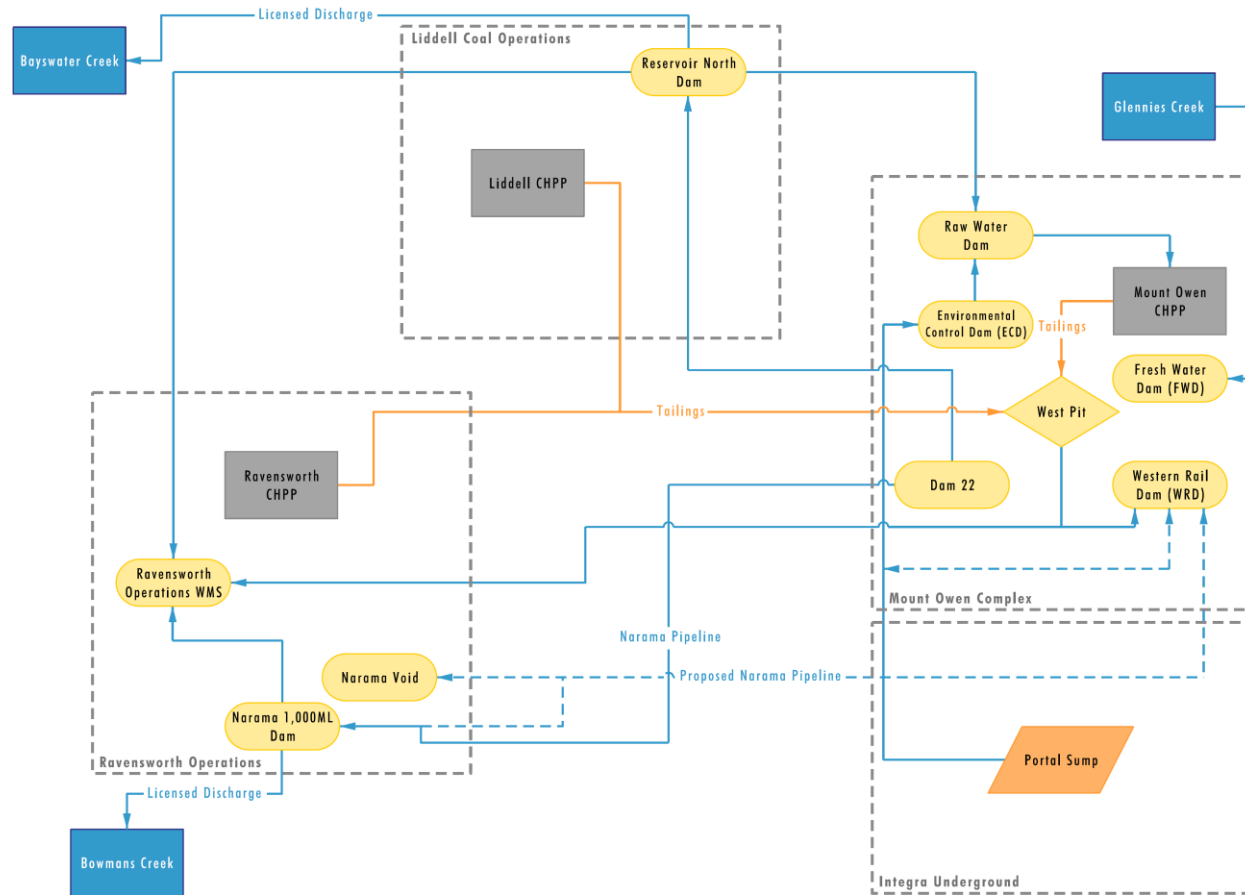 Licensed Discharge
Bayswater Creek
Liddell Coal Operations
Reservoir North
Dam
Glennies Creek
Liddell CHPP
Raw Water
Dam
Mount Owen
CHPP
Environmental
Control Dam (ECD)
Tailings
Fresh Water
Dam (FWD)
Tailings
West Pit
Ravensworth
CHPP
Dam 22
Western Rail
Dam (WRD)
Ravensworth
Operations WMS
Mount Owen Complex
Narama Pipeline
Narama Void
Proposed Narama Pipeline
Narama 1,000ML
Dam
Portal Sump
Ravensworth Operations
Licensed Discharge
Bowmans Creek
Integra Underground